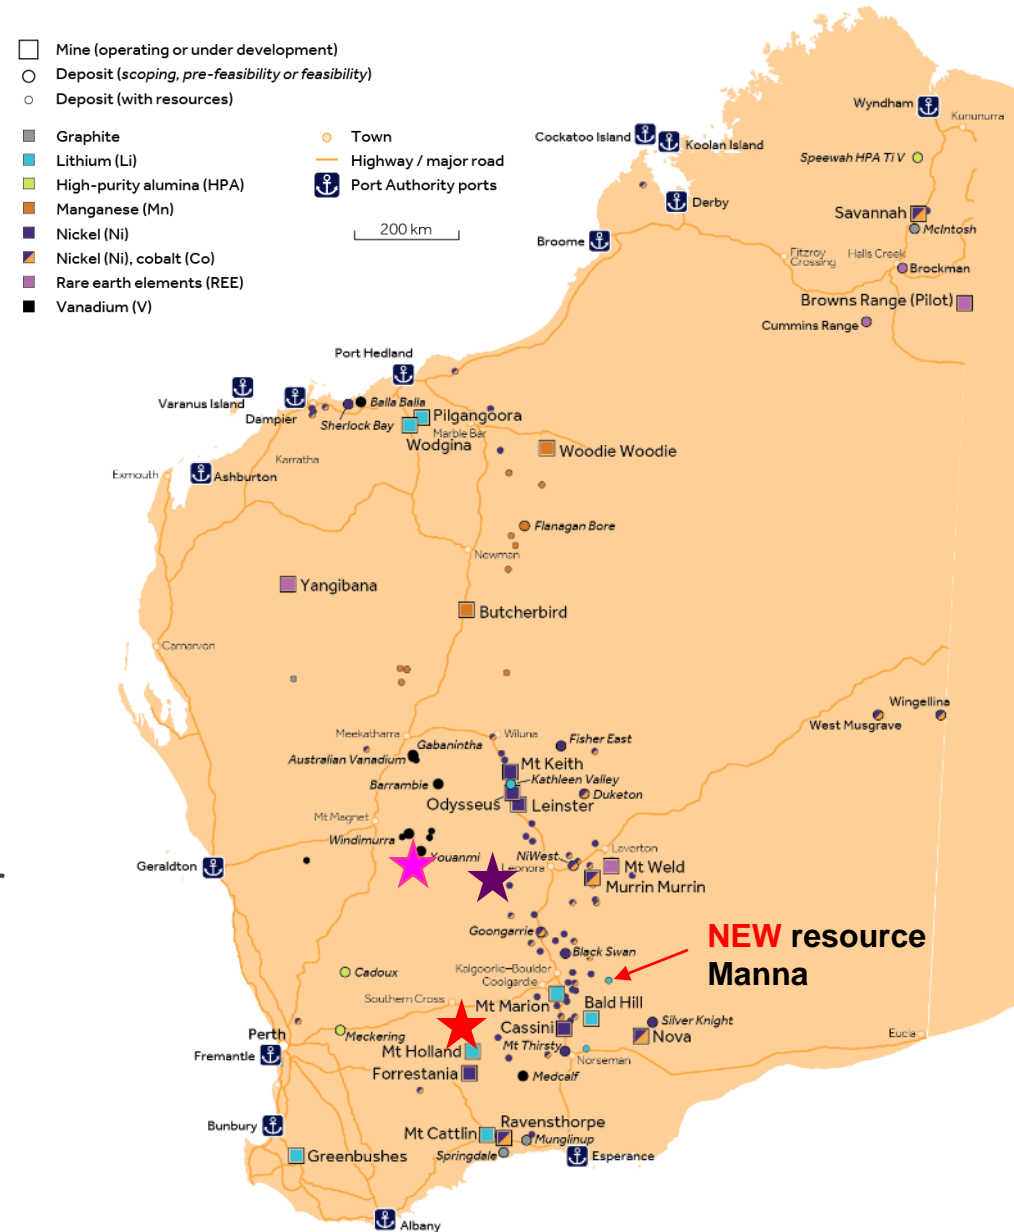 Mine (operating or under development)
Deposit (scoping, pre-feasibility or feasibility)
Deposit (with resources)
Graphite
Lithium (Li)
High-purity alumina (HPA)
Manganese (Mn)
Nickel (Ni)
Nickel (Ni), cobalt (Co)
Rare earth elements (REE)
Vanadium (V)
Town
Highway / major road
Port Authority ports
200 km
Wyndham
Kununurra
Cockatoo Island
Koolan Island
Speewah HPA Ti V
Derby
Savannah
McIntosh
Broome
Fitzroy
Crossing
Halls Creek
Brockman
Browns Range (Pilot)
Cummins Range
Port Hedland
Varanus Island
Dampier
Balla Balla
Sherlock Bay
Pilgangoora
Marble Bar
Wodgina
Woodie Woodie
Karratha
Exmouth
Ashburton
Flanagan Bore
Newman
Yangibana
Butcherbird
Carnarvon
Wingellina
West Musgrave
Meekatharra
Wiluna
Gabanintha
Fisher East
Australian Vanadium
Mt Keith
Kathleen Valley
Barrambie
Odysseus
Leinster
Duketon
Mt Magnet
Windimurra
Youanmi
NiWest
Laverton
Leonora
Geraldton
Mt Weld
Murrin Murrin
Goongarrie
Black Swan
NEW resource
Manna
Cadoux
Kalgoorlie-Boulder
Coolgardie
Southern Cross
Mt Marion
Bald Hill
Cassini
Silver Knight
Nova
Eucla
Perth
Meckering
Fremantle
Mt Holland
Mt Thirsty
Norseman
Forrestania
Medcalf
Bunbury
Mt Cattlin
Ravensthorpe
Munglinup
Greenbushes
Springdale
Esperance
Albany